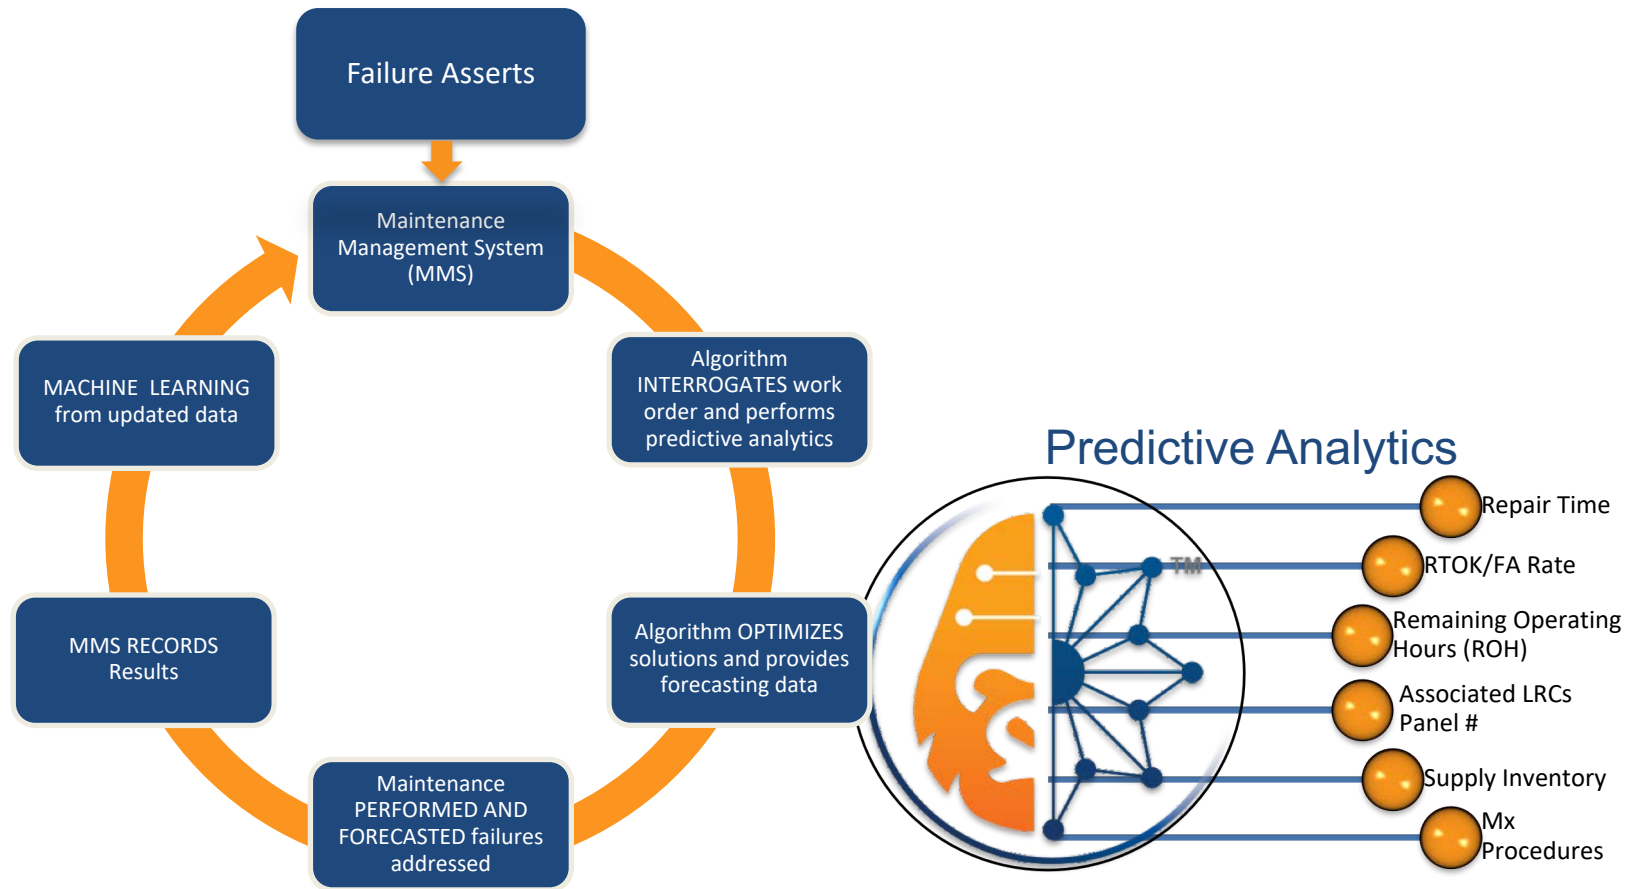 Failure Asserts
Maintenance
Management System
(MMS)
Algorithm
INTERROGATES work
order and performs
predictive analytics
Algorithm OPTIMIZES
solutions and provides
forecasting data
Maintenance
PERFORMED AND
FORECASTED failures
addressed
MMS RECORDS
Results
MACHINE LEARNING
from updated data
Predictive Analytics
TM
Repair Time
RTOK/FA Rate
Remaining Operating
Hours (ROH)
Associated LRCs
Panel #
Supply Inventory
Mx
Procedures